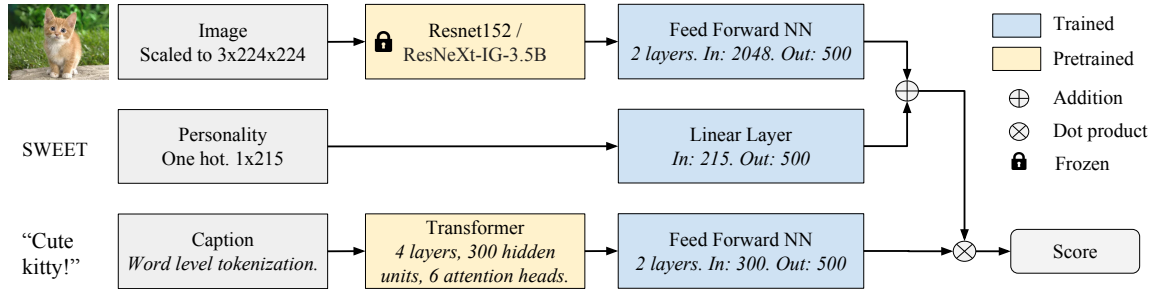 Image
Scaled to 3x224x224
Resnet152 /
ResNeXt-IG-3.5B
Feed Forward NN
2 layers. In: 2048. Out: 500
SWEET
Personality
One hot. 1x215
Linear Layer
In: 215. Out: 500
“Cute
kitty!”
Caption
Word level tokenization.
Transformer
4 layers, 300 hidden
units, 6 attention heads.
Feed Forward NN
2 layers. In: 300. Out: 500
Score
Trained
Pretrained
Addition
Dot product
Frozen